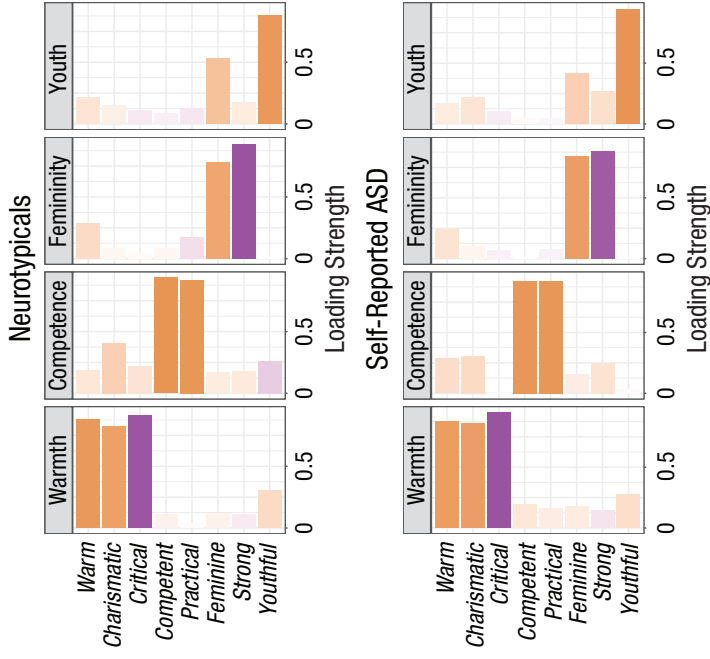 Neurotypicals
Warmth Competence Femininity Youth
Warm
Charismatic
Critical
Competent
Practical
Feminine
Strong
Youthful
0 0.5 0 0.5 0 0.5 0 0.5
Loading Strength
Self-Reported ASD
Warmth Competence Femininity Youth
Warm
Charismatic
Critical
Competent
Practical
Feminine
Strong
Youthful
0 0.5 0 0.5 0 0.5 0 0.5
Loading Strength